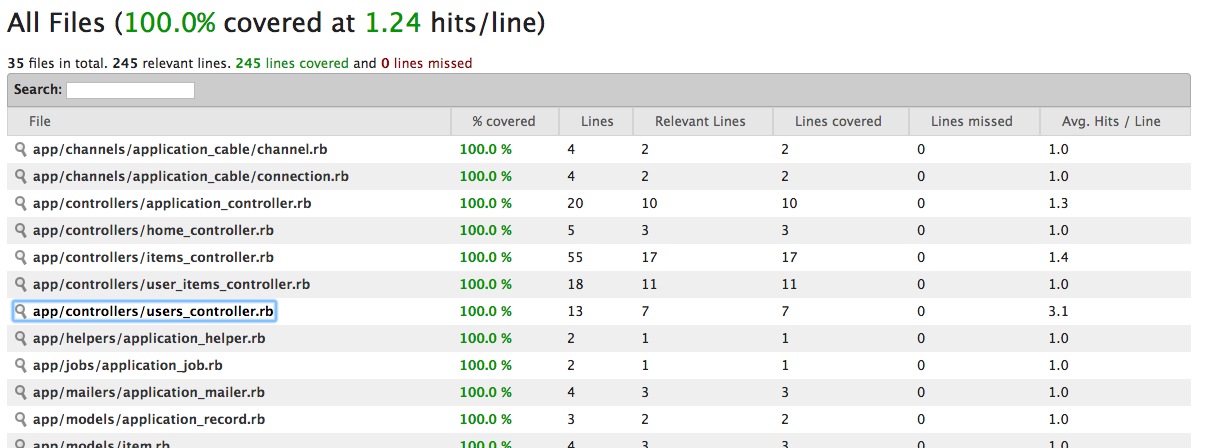 All Files (100.0% covered at 1.24 hits/line)
35 files in total. 245 relevant lines. 245 lines covered and 0 lines missed
Search:
File % covered Lines Relevant Lines Lines covered Lines missed Avg. Hits / Line
app/channels/application_cable/channel.rb 100.0 % 4 2 2 0 1.0
app/channels/application_cable/connection.rb 100.0 % 4 2 2 0 1.0
app/controllers/application_controller.rb 100.0 % 20 10 10 0 1.3
app/controllers/home_controller.rb 100.0 % 5 3 3 0 1.0
app/controllers/items_controller.rb 100.0 % 55 17 17 0 1.4
app/controllers/user_items_controller.rb 100.0 % 18 11 11 0 1.0
app/controllers/users_controller.rb 100.0 % 13 7 7 0 3.1
app/helpers/application_helper.rb 100.0 % 2 1 1 0 1.0
app/jobs/application_job.rb 100.0 % 2 1 1 0 1.0
app/mailers/application_mailer.rb 100.0 % 4 3 3 0 1.0
app/models/application_record.rb 100.0 % 3 2 2 0 1.0
app/models/item.rb 100.0 % 4 3 3 0 1.0